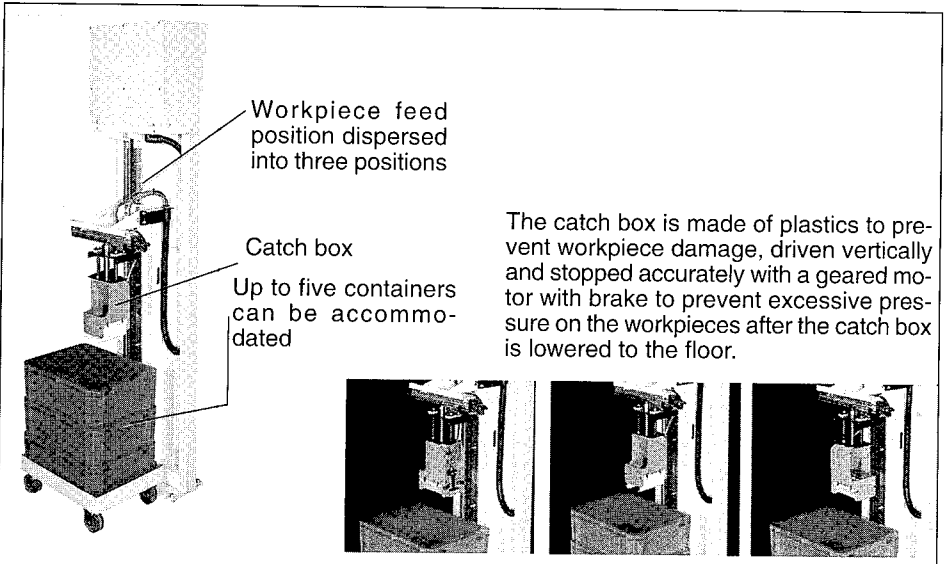 Workpiece feed
position dispersed
into three positions
Catch box
Up to five containers
can be accommo-
dated
The catch box is made of plastics to pre-
vent workpiece damage, driven vertically
and stopped accurately with a geared mo-
tor with brake to prevent excessive pres-
sure on the workpieces after the catch box
is lowered to the floor.